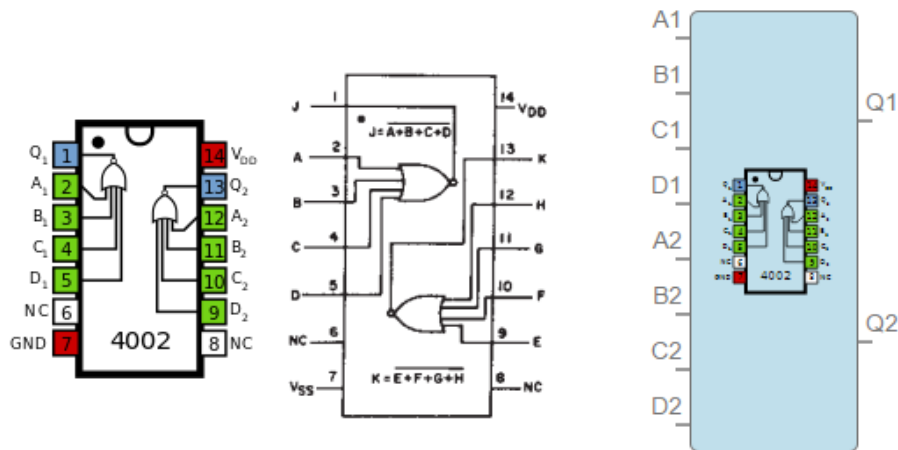 Q1 1 14 VDD
A1 2 13 Q2
B1 3 12 A2
C1 4 11 B2
D1 5 10 C2
NC 6 9 D2
GND 7 4002 8 NC
J 1 14 VDD
J=A+B+C+D
13 K
A 2
B 3 12 H
C 4 11 G
D 5 10 F
NC 6 9 E
K=E+F+G+H
VSS 7 8 NC
A1
B1
C1
D1
A2
B2
C2
D2
Q1
Q2
4002